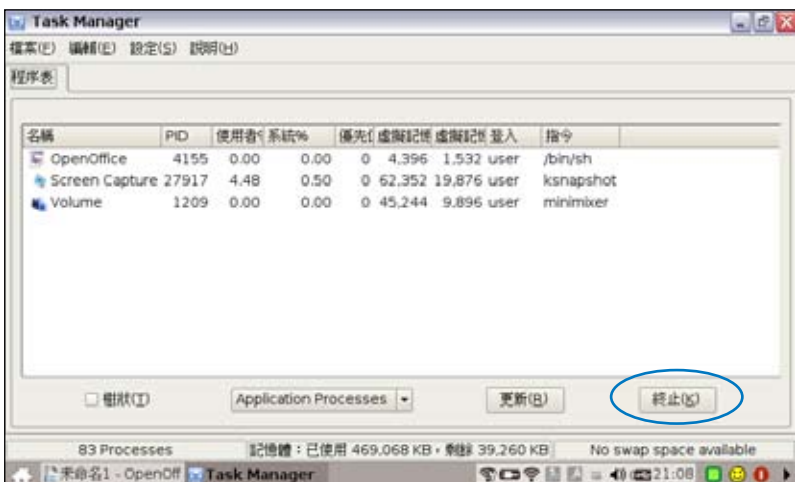 Task Manager
檔案(F) 編輯(E) 設定(S) 說明(H)
程序表
名稱 PID 使用者% 系統% 優先 虛擬記憶 虛擬記憶 登入 指令
OpenOffice 4155 0.00 0.00 0 4,396 1,532 user /bin/sh
Screen Capture 27917 4.48 0.50 0 62,352 19,876 user ksnapshot
Volume 1209 0.00 0.00 0 45,244 9,896 user minimixer
樹狀(T) Application Processes 更新(R) 終止(K)
83 Processes 記憶體：已使用 469,068 KB，剩餘 39,260 KB No swap space available
未命名1 - OpenOff Task Manager 21:08